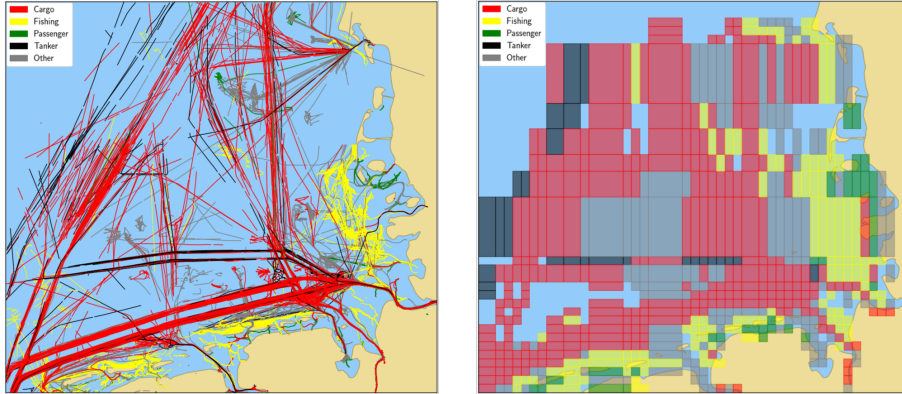 Cargo
Fishing
Passenger
Tanker
Other
Cargo
Fishing
Passenger
Tanker
Other